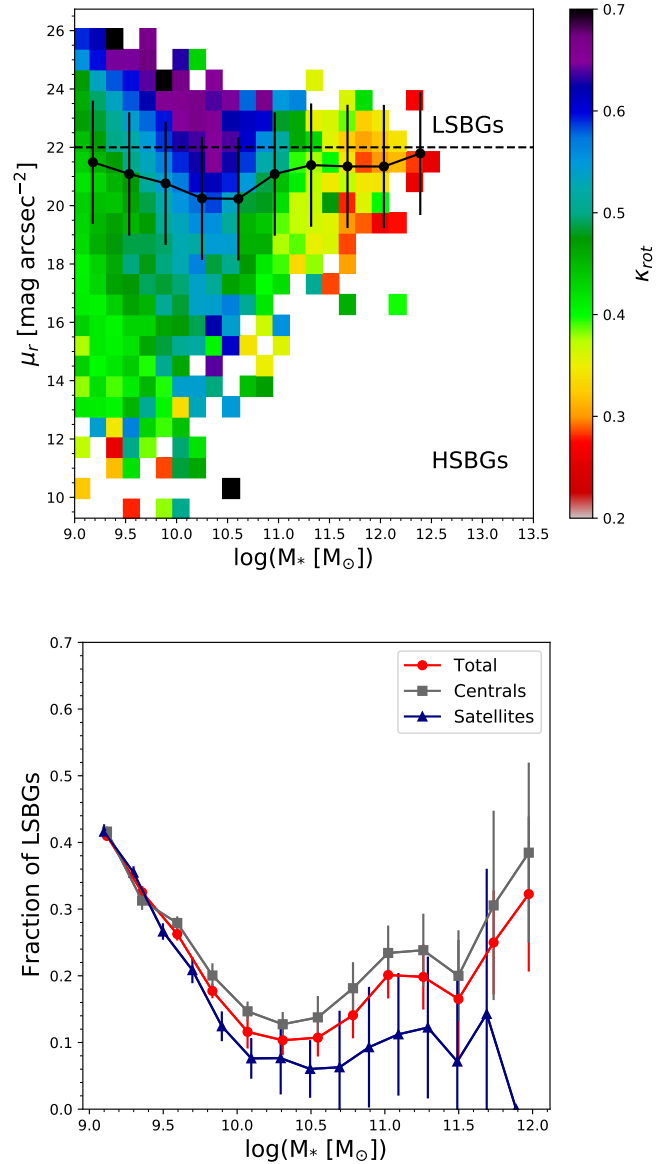 26
24
22
20
18
16
14
12
10
μ_r [mag arcsec⁻²]
LSBGs
HSBGs
9.0 9.5 10.0 10.5 11.0 11.5 12.0 12.5 13.0 13.5
log(M* [M⊙])
0.7
0.6
0.5
0.4
0.3
0.2
κ_rot
0.7
0.6
0.5
0.4
0.3
0.2
0.1
0.0
Fraction of LSBGs
Total
Centrals
Satellites
9.0 9.5 10.0 10.5 11.0 11.5 12.0
log(M* [M⊙])